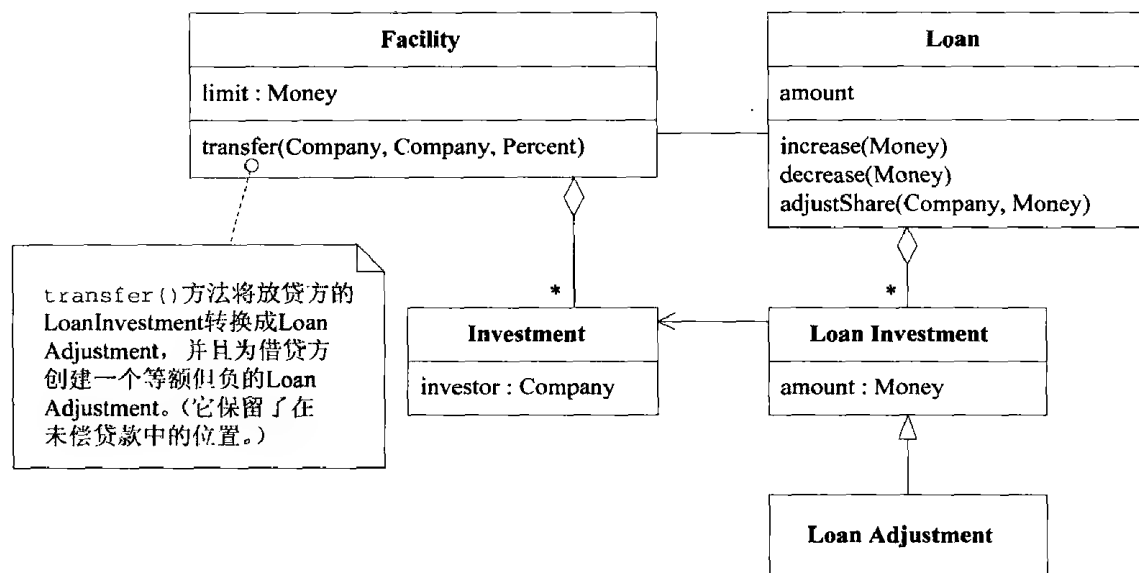 Facility
limit : Money
transfer(Company, Company, Percent)
Loan
amount
increase(Money)
decrease(Money)
adjustShare(Company, Money)
transfer()方法将放贷方的
LoanInvestment转换成Loan
Adjustment，并且为借贷方
创建一个等额但负的Loan
Adjustment。（它保留了在
未偿贷款中的位置。）
*
*
Investment
investor : Company
Loan Investment
amount : Money
Loan Adjustment